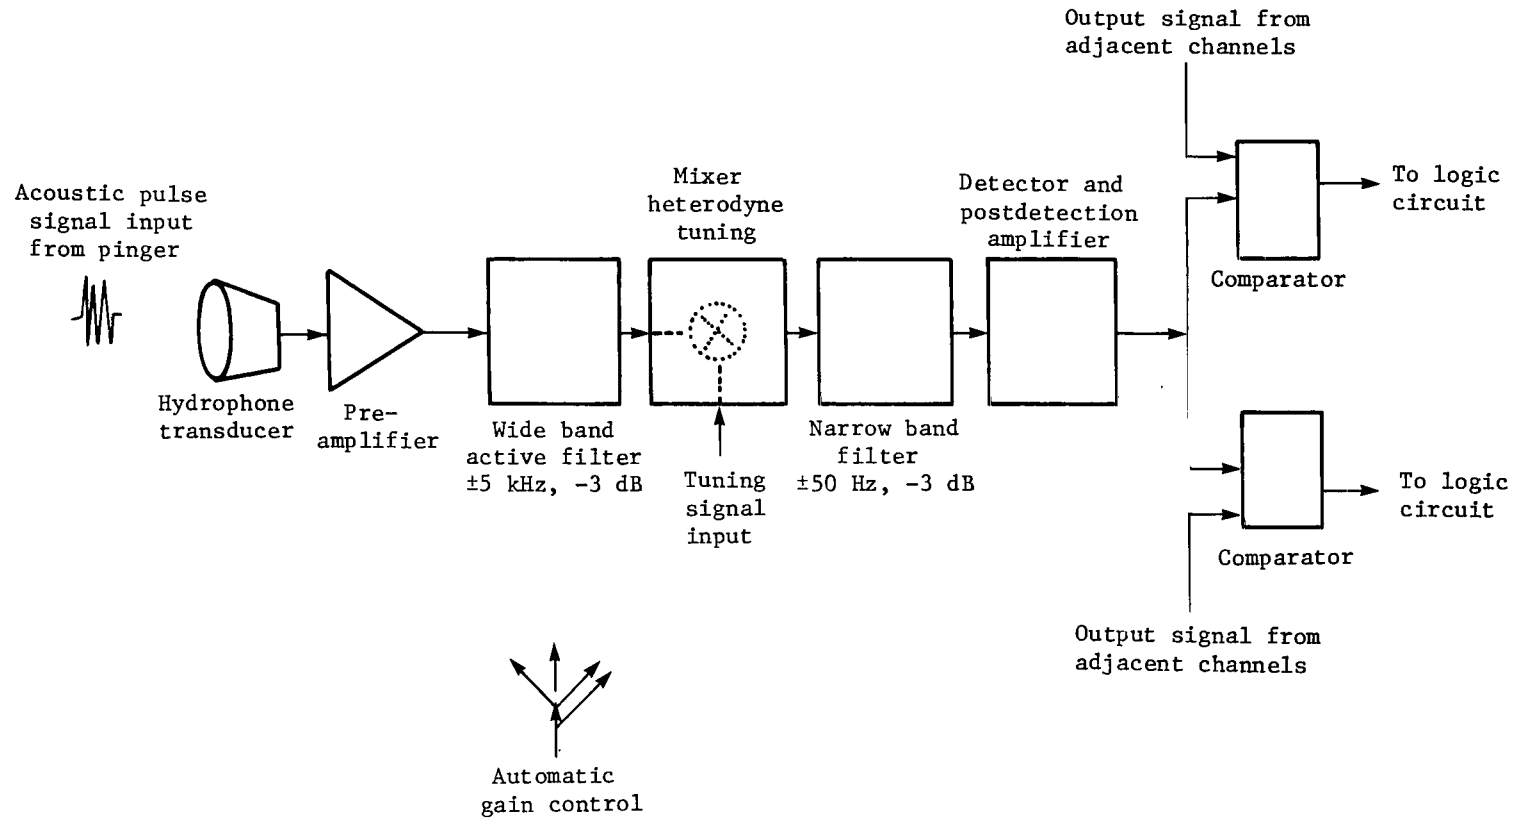 Output signal from
adjacent channels
Acoustic pulse
signal input
from pinger
Mixer
heterodyne
tuning
Detector and
postdetection
amplifier
To logic
circuit
Comparator
Hydrophone
transducer
Pre-
amplifier
Wide band
active filter
±5 kHz, -3 dB
Tuning
signal
input
Narrow band
filter
±50 Hz, -3 dB
To logic
circuit
Comparator
Output signal from
adjacent channels
Automatic
gain control